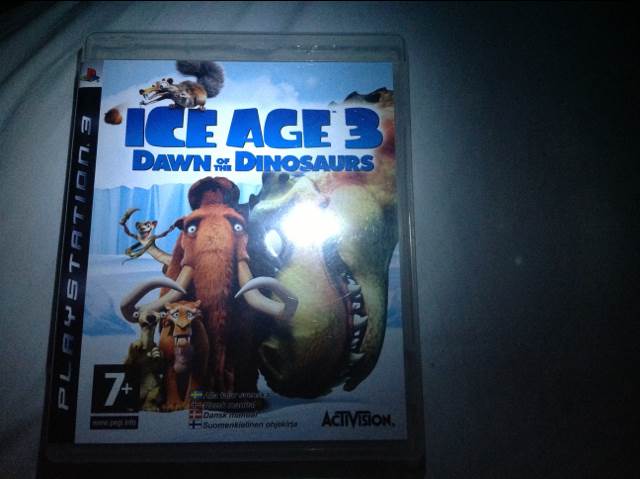 PLAYSTATION 3
ICE AGE 3
DAWN OF THE DINOSAURS
7+
www.pegi.info
Dansk manual
Suomenkielinen ohjekirja
ACTIVISION.